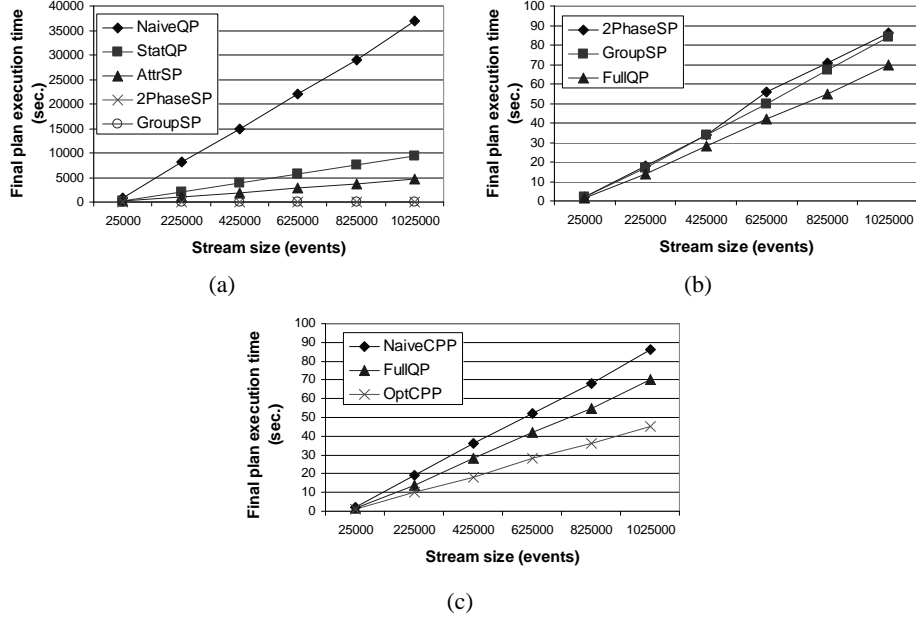 Final plan execution time
(sec.)
40000
35000
30000
25000
20000
15000
10000
5000
0
NaiveQP
StatQP
AttrSP
2PhaseSP
GroupSP
25000 225000 425000 625000 825000 1025000
Stream size (events)
(a)
Final plan execution time
(sec.)
100
90
80
70
60
50
40
30
20
10
0
2PhaseSP
GroupSP
FullQP
25000 225000 425000 625000 825000 1025000
Stream size (events)
(b)
Final plan execution time
(sec.)
100
90
80
70
60
50
40
30
20
10
0
NaiveCPP
FullQP
OptCPP
25000 225000 425000 625000 825000 1025000
Stream size (events)
(c)